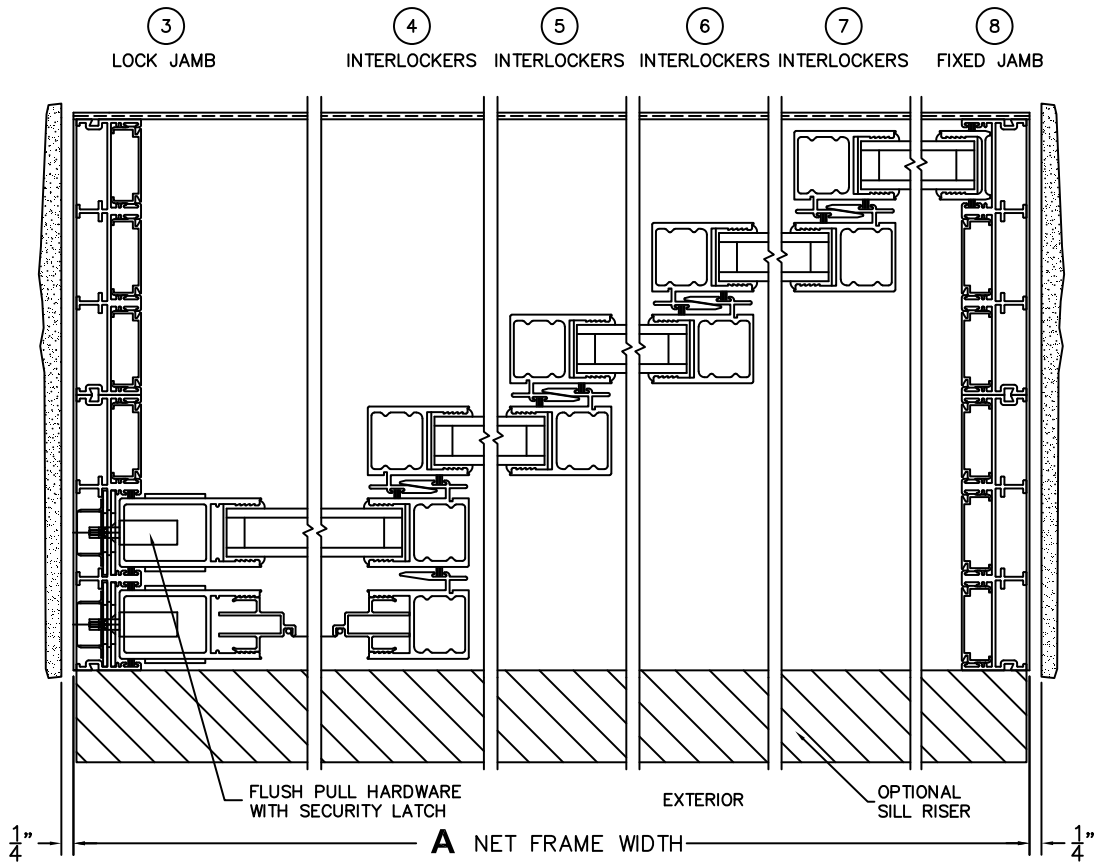 3 4 5 6 7 8
LOCK JAMB INTERLOCKERS INTERLOCKERS INTERLOCKERS INTERLOCKERS FIXED JAMB
FLUSH PULL HARDWARE
WITH SECURITY LATCH
EXTERIOR
OPTIONAL
SILL RISER
1/4" A NET FRAME WIDTH 1/4"